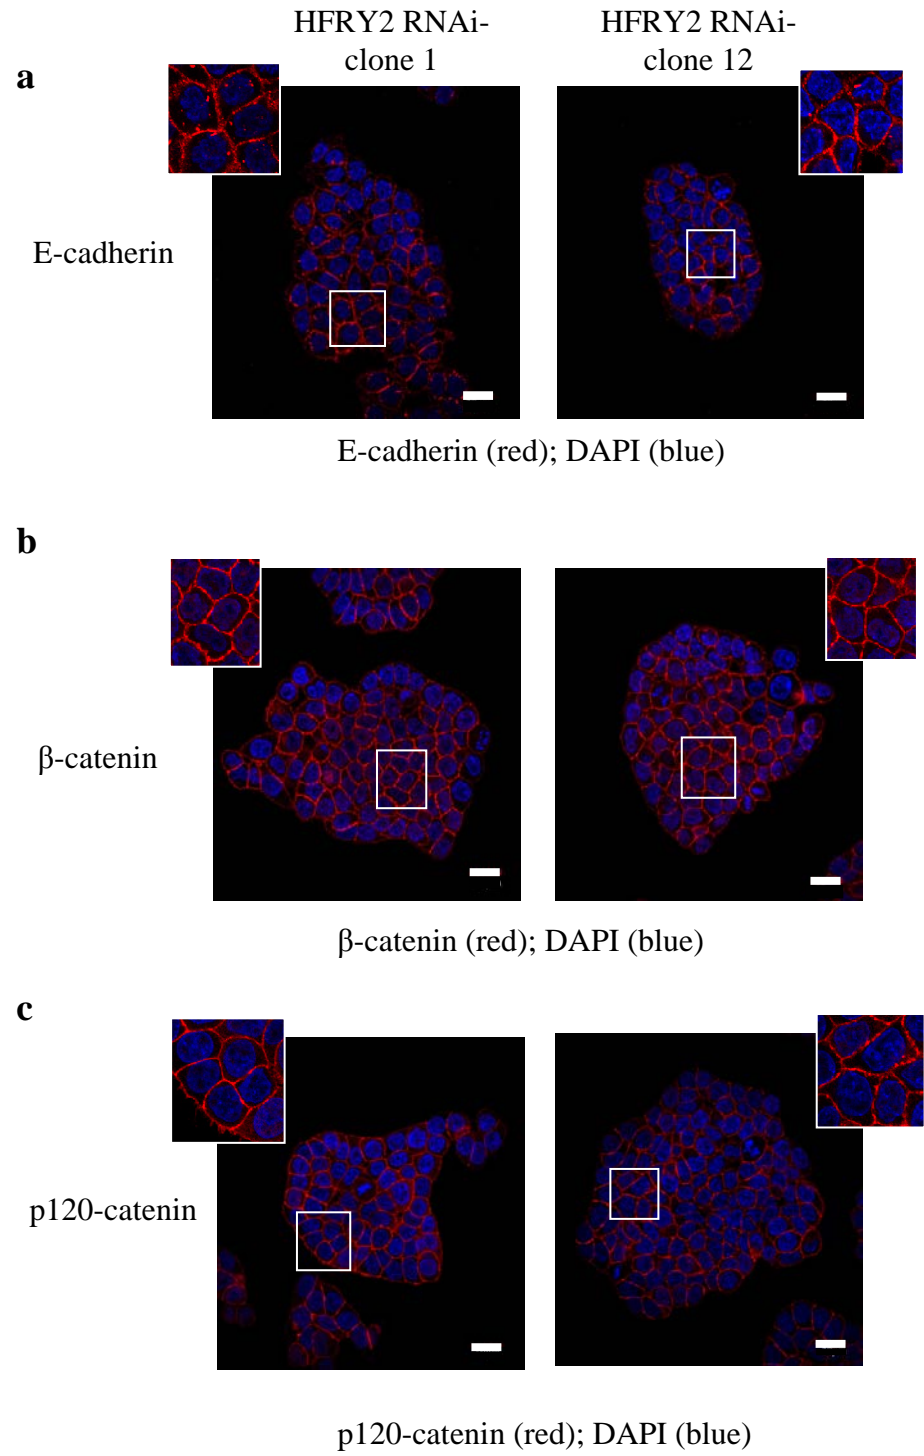 HFRY2 RNAi-
clone 1
HFRY2 RNAi-
clone 12
a
E-cadherin
E-cadherin (red); DAPI (blue)
b
β-catenin
β-catenin (red); DAPI (blue)
c
p120-catenin
p120-catenin (red); DAPI (blue)